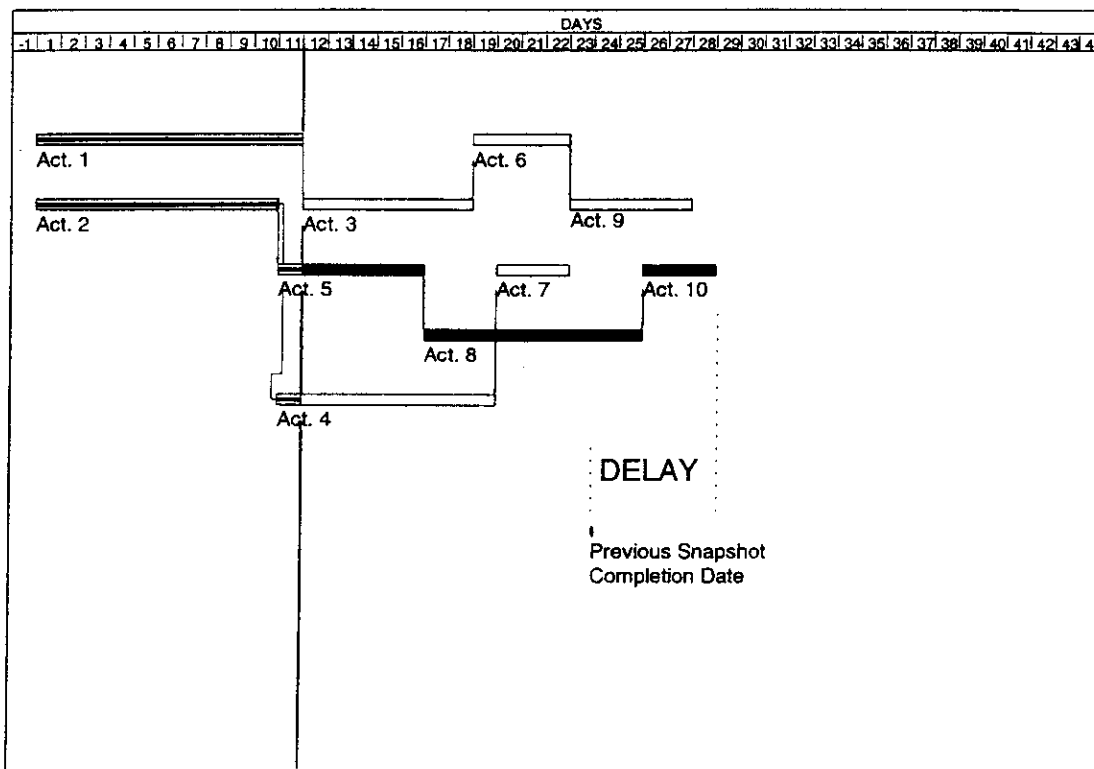 DAYS
-1 1 2 3 4 5 6 7 8 9 10 11 12 13 14 15 16 17 18 19 20 21 22 23 24 25 26 27 28 29 30 31 32 33 34 35 36 37 38 39 40 41 42 43 4
Act. 1
Act. 6
Act. 2
Act. 3
Act. 9
Act. 5
Act. 7
Act. 10
Act. 8
Act. 4
DELAY
Previous Snapshot
Completion Date